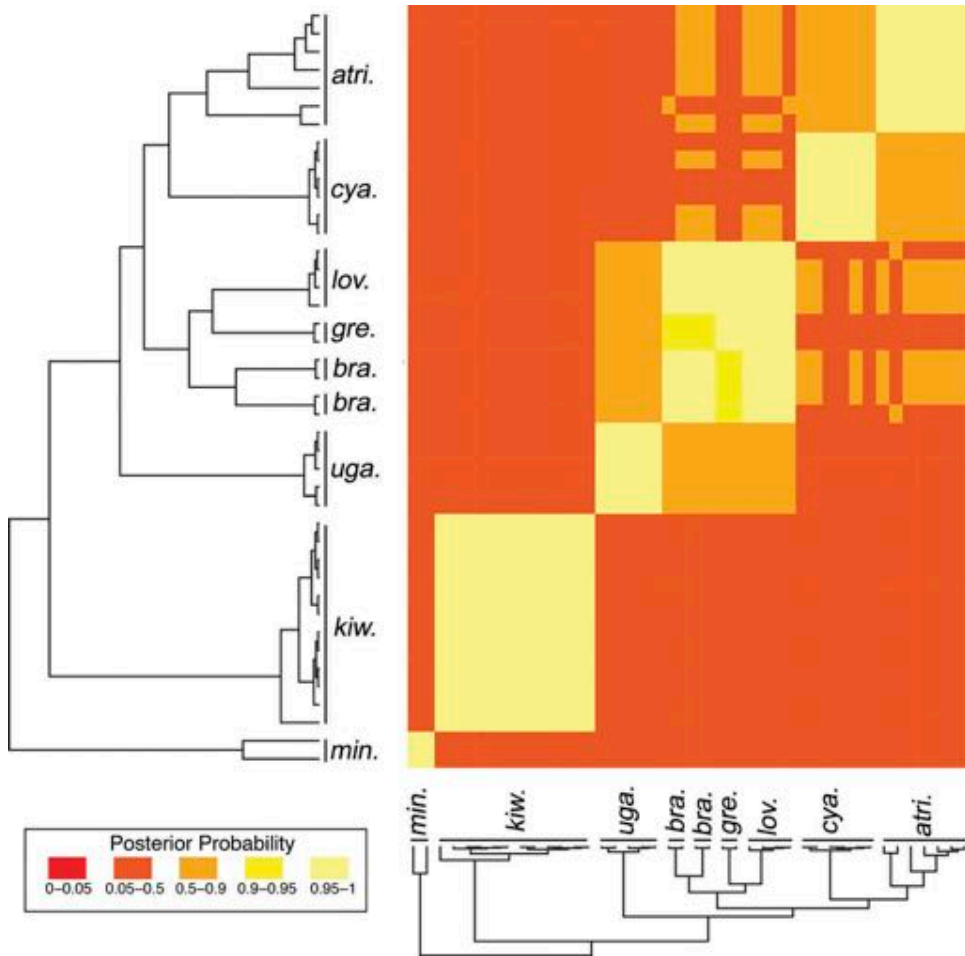 atri.
cya.
lov.
gre.
bra.
bra.
uga.
kiw.
min.
min.
kiw.
uga.
bra.
bra.
gre.
lov.
cya.
atri.
Posterior Probability
0–0.05 0.05–0.5 0.5–0.9 0.9–0.95 0.95–1